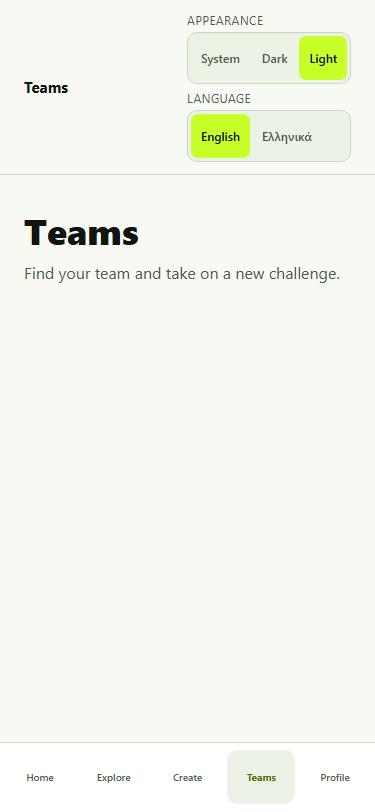 APPEARANCE
System Dark Light
Teams
LANGUAGE
English Ελληνικά
Teams
Find your team and take on a new challenge.
Home Explore Create Teams Profile